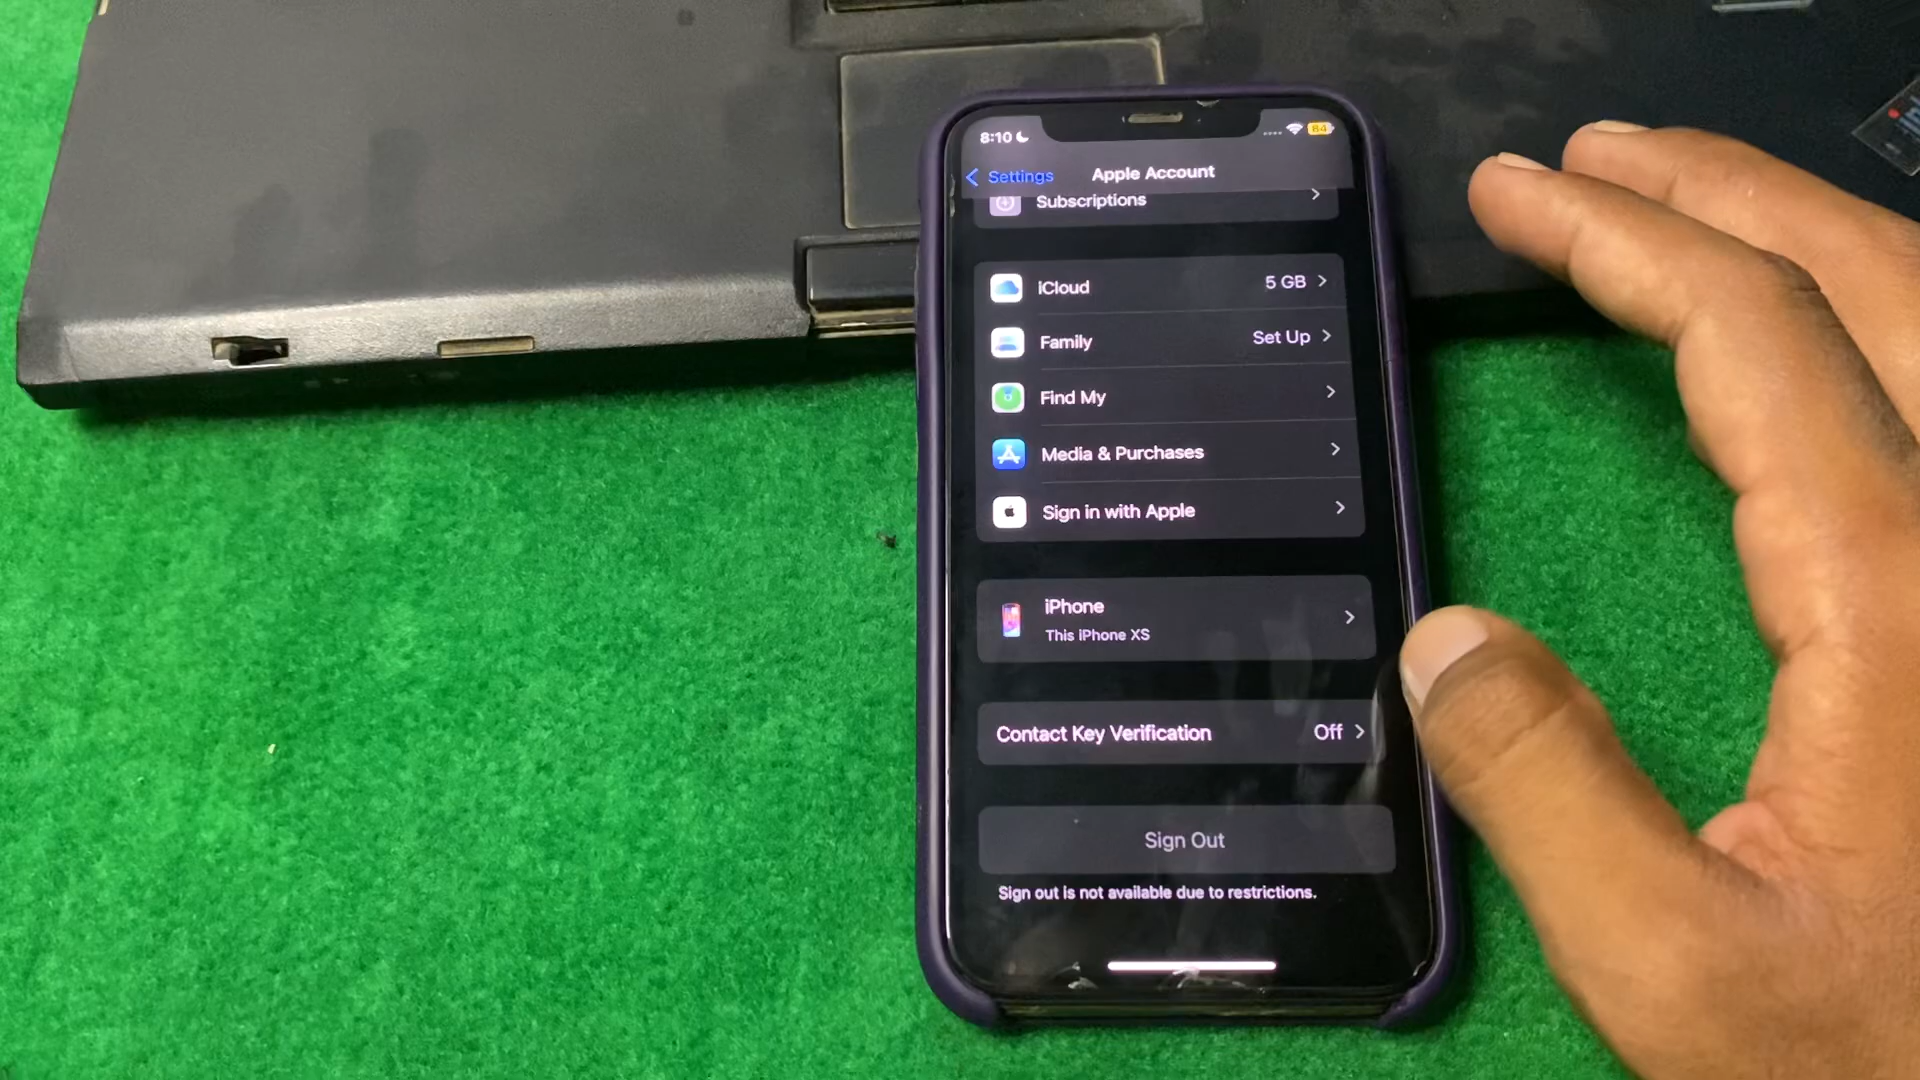 8:10
84
Settings
Apple Account
Subscriptions
iCloud
5 GB
Family
Set Up
Find My
Media & Purchases
Sign in with Apple
iPhone
This iPhone XS
Contact Key Verification
Off
Sign Out
Sign out is not available due to restrictions.